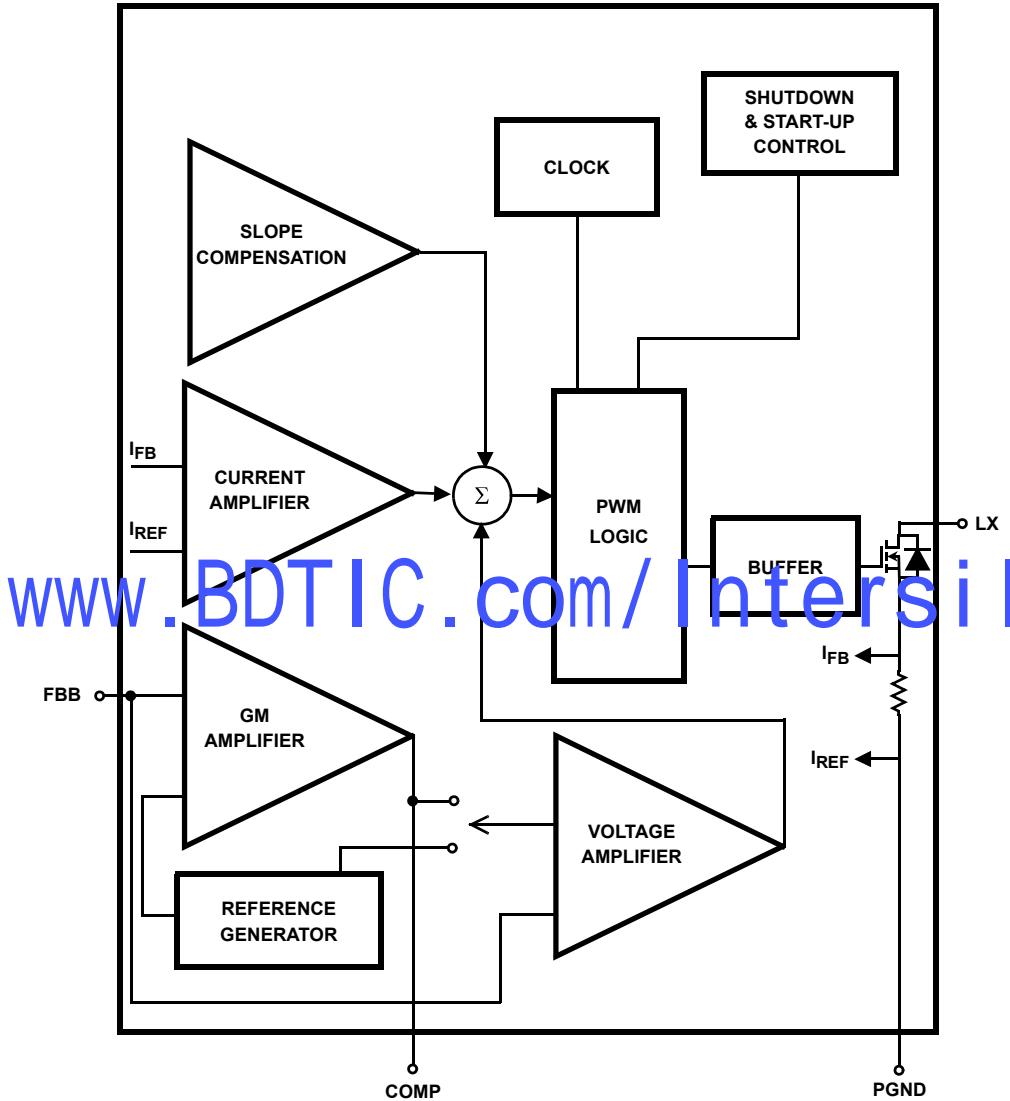 SHUTDOWN
& START-UP
CONTROL
CLOCK
SLOPE
COMPENSATION
IFB
CURRENT
AMPLIFIER
IREF
Σ
PWM
LOGIC
BUFFER
LX
www.BDTIC.com/Intersil
IFB
FBB
GM
AMPLIFIER
IREF
VOLTAGE
AMPLIFIER
REFERENCE
GENERATOR
COMP
PGND